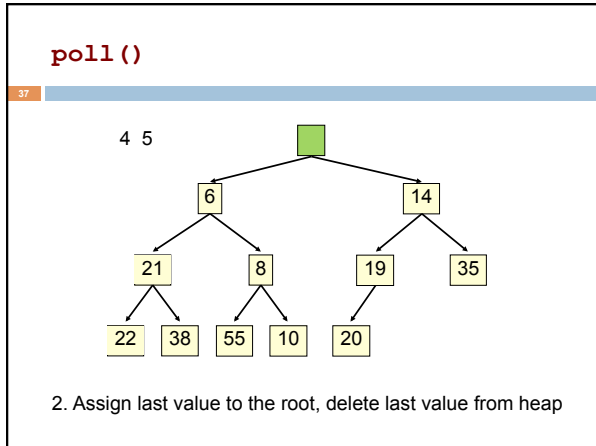 poll()
37
4 5
6 14
21 8 19 35
22 38 55 10 20
2. Assign last value to the root, delete last value from heap